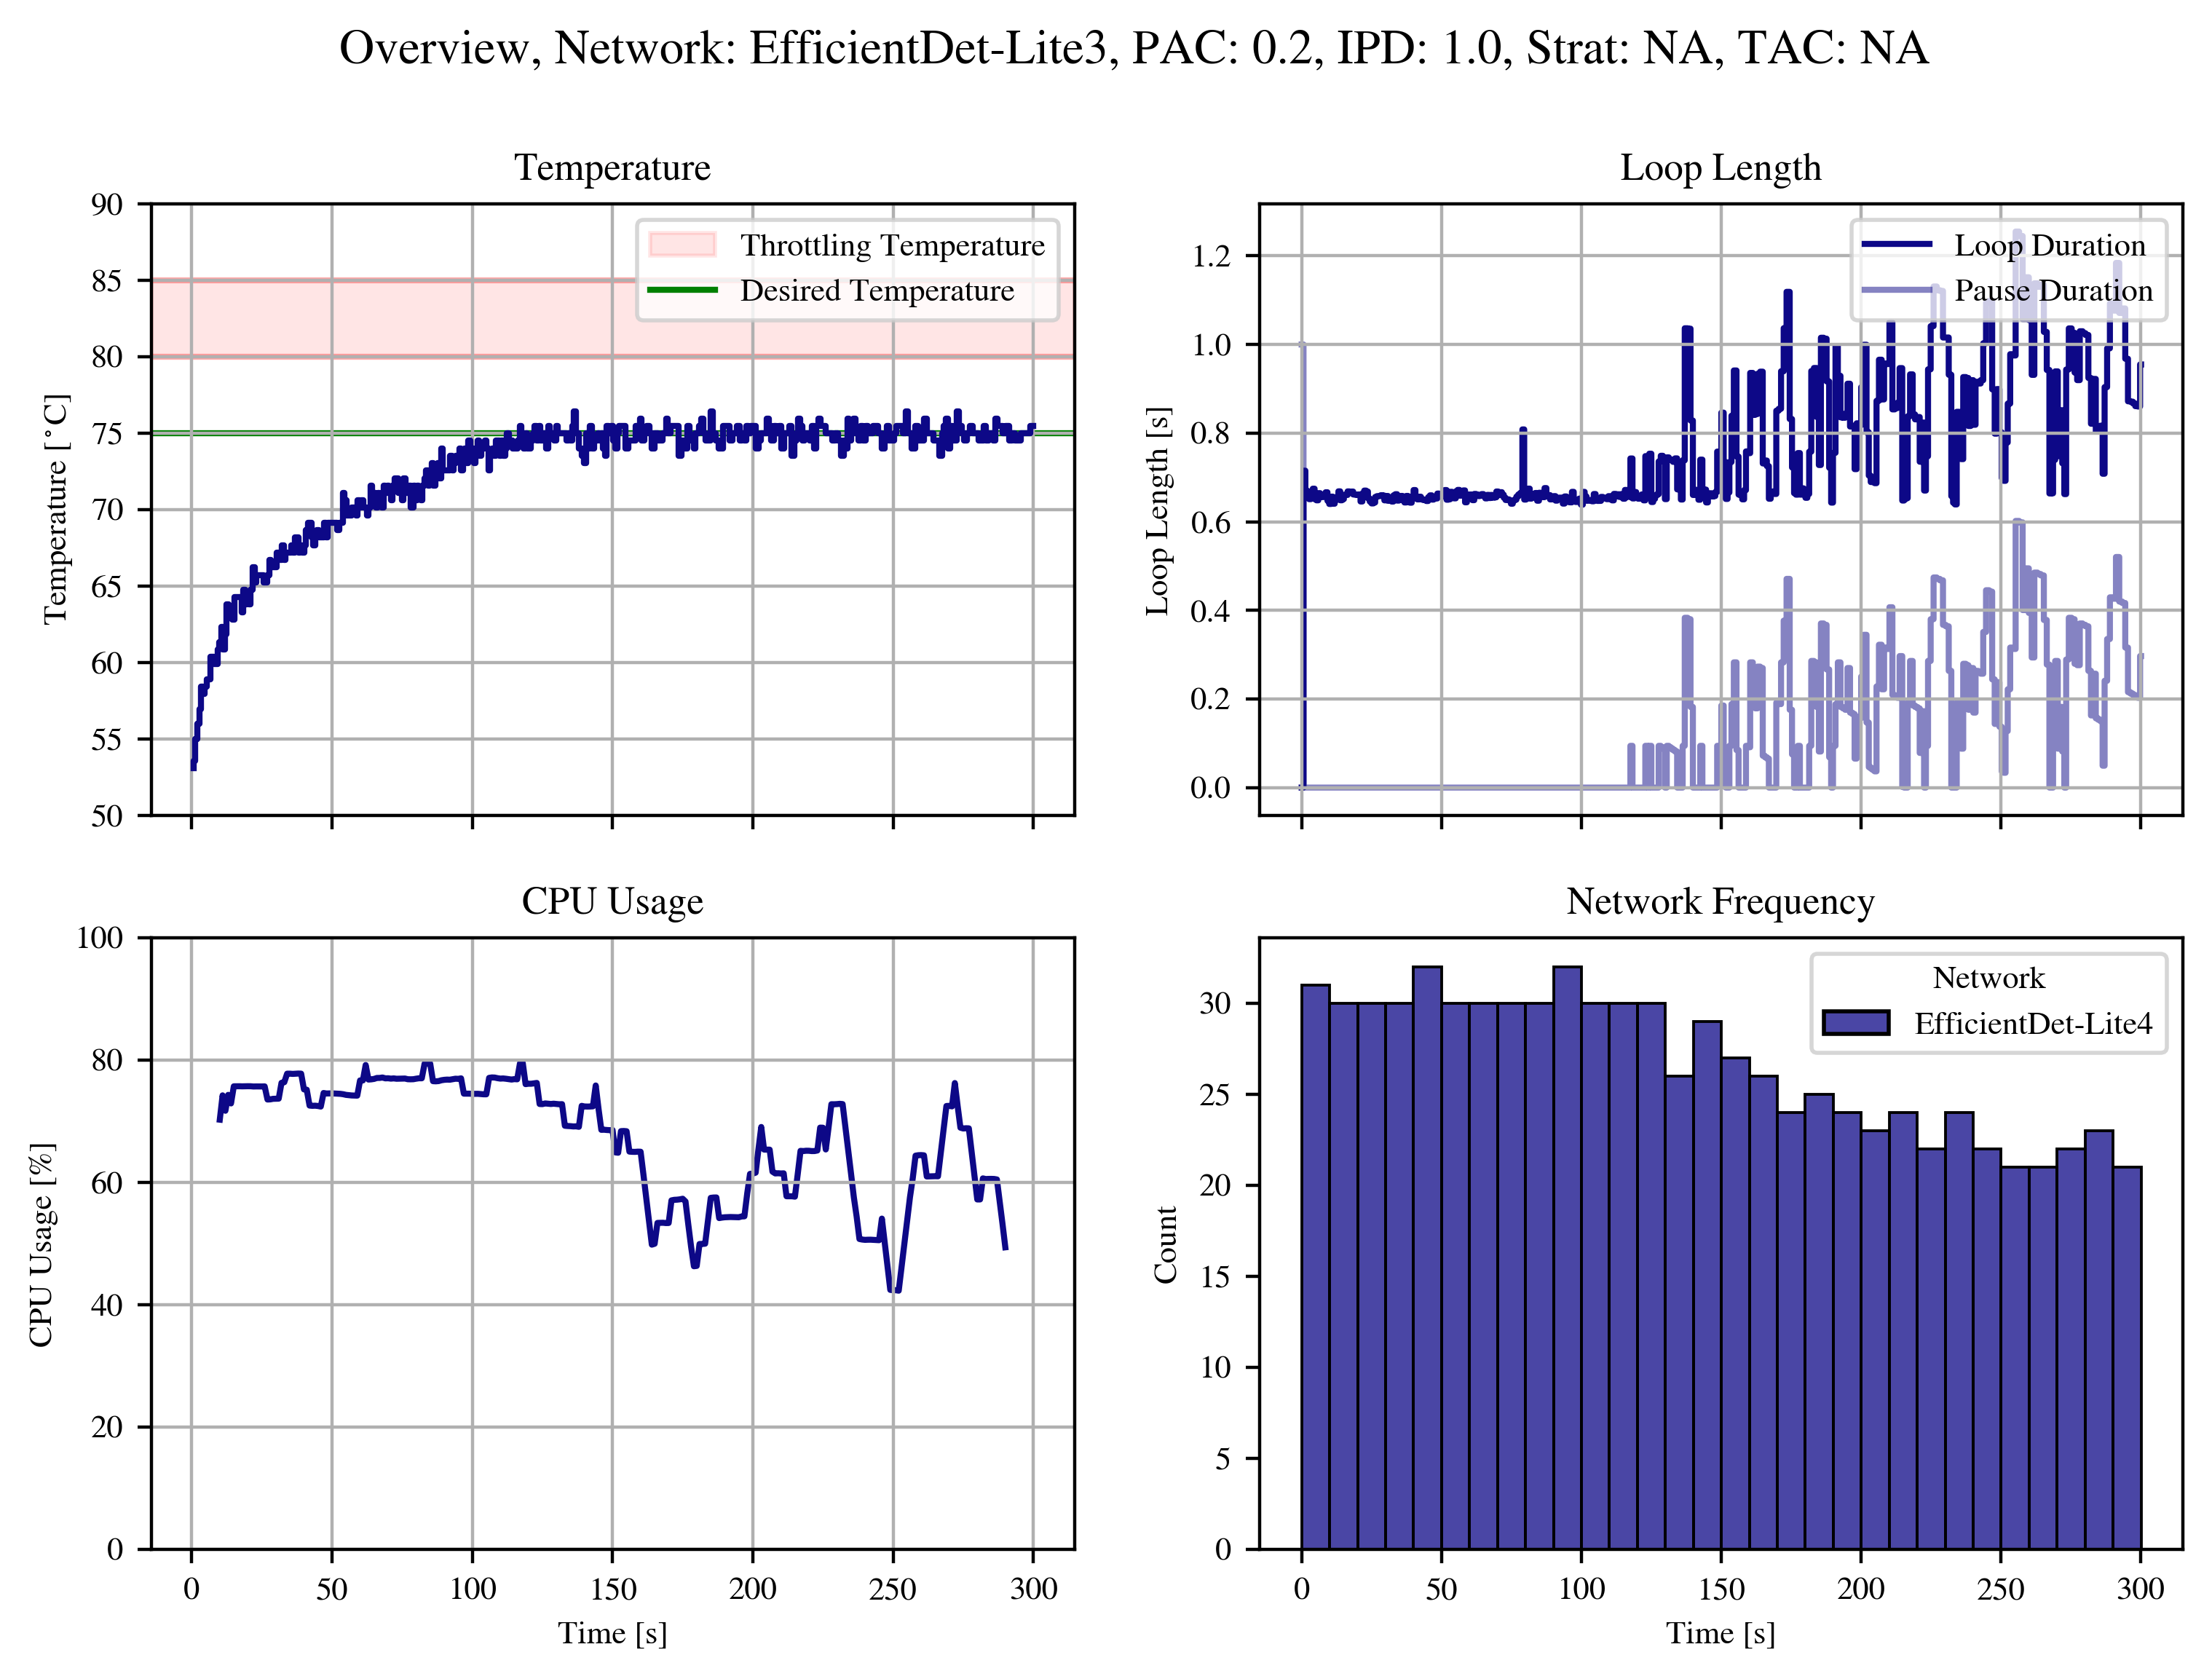 Overview, Network: EfficientDet-Lite3, PAC: 0.2, IPD: 1.0, Strat: NA, TAC: NA
Temperature
90
85
80
75
70
65
60
55
50
Temperature [°C]
Throttling Temperature
Desired Temperature
Loop Length
1.2
1.0
0.8
0.6
0.4
0.2
0.0
Loop Length [s]
Loop Duration
Pause Duration
CPU Usage
100
80
60
40
20
0
CPU Usage [%]
0 50 100 150 200 250 300
Time [s]
Network Frequency
30
25
20
15
10
5
0
Count
Network
EfficientDet-Lite4
0 50 100 150 200 250 300
Time [s]